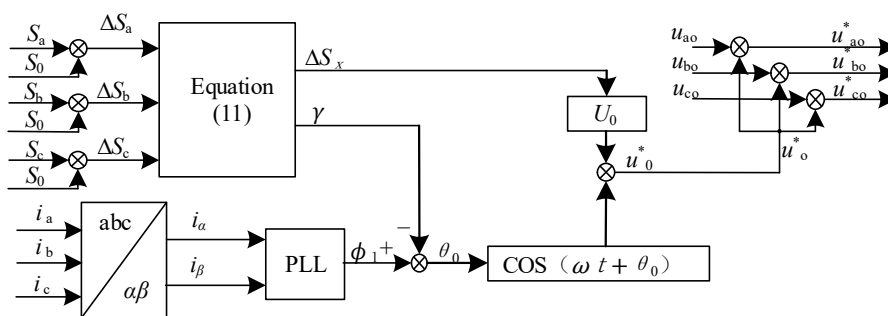 S_a
ΔS_a
S_0
S_b
ΔS_b
S_0
S_c
ΔS_c
S_0
Equation
(11)
ΔS_x
γ
U_0
u*_0
u_ao
u*_ao
u_bo
u*_bo
u_co
u*_co
u*_o
i_a
i_b
i_c
abc
αβ
i_α
i_β
PLL
ϕ_1 +
−
θ_0
COS（ω t + θ_0）